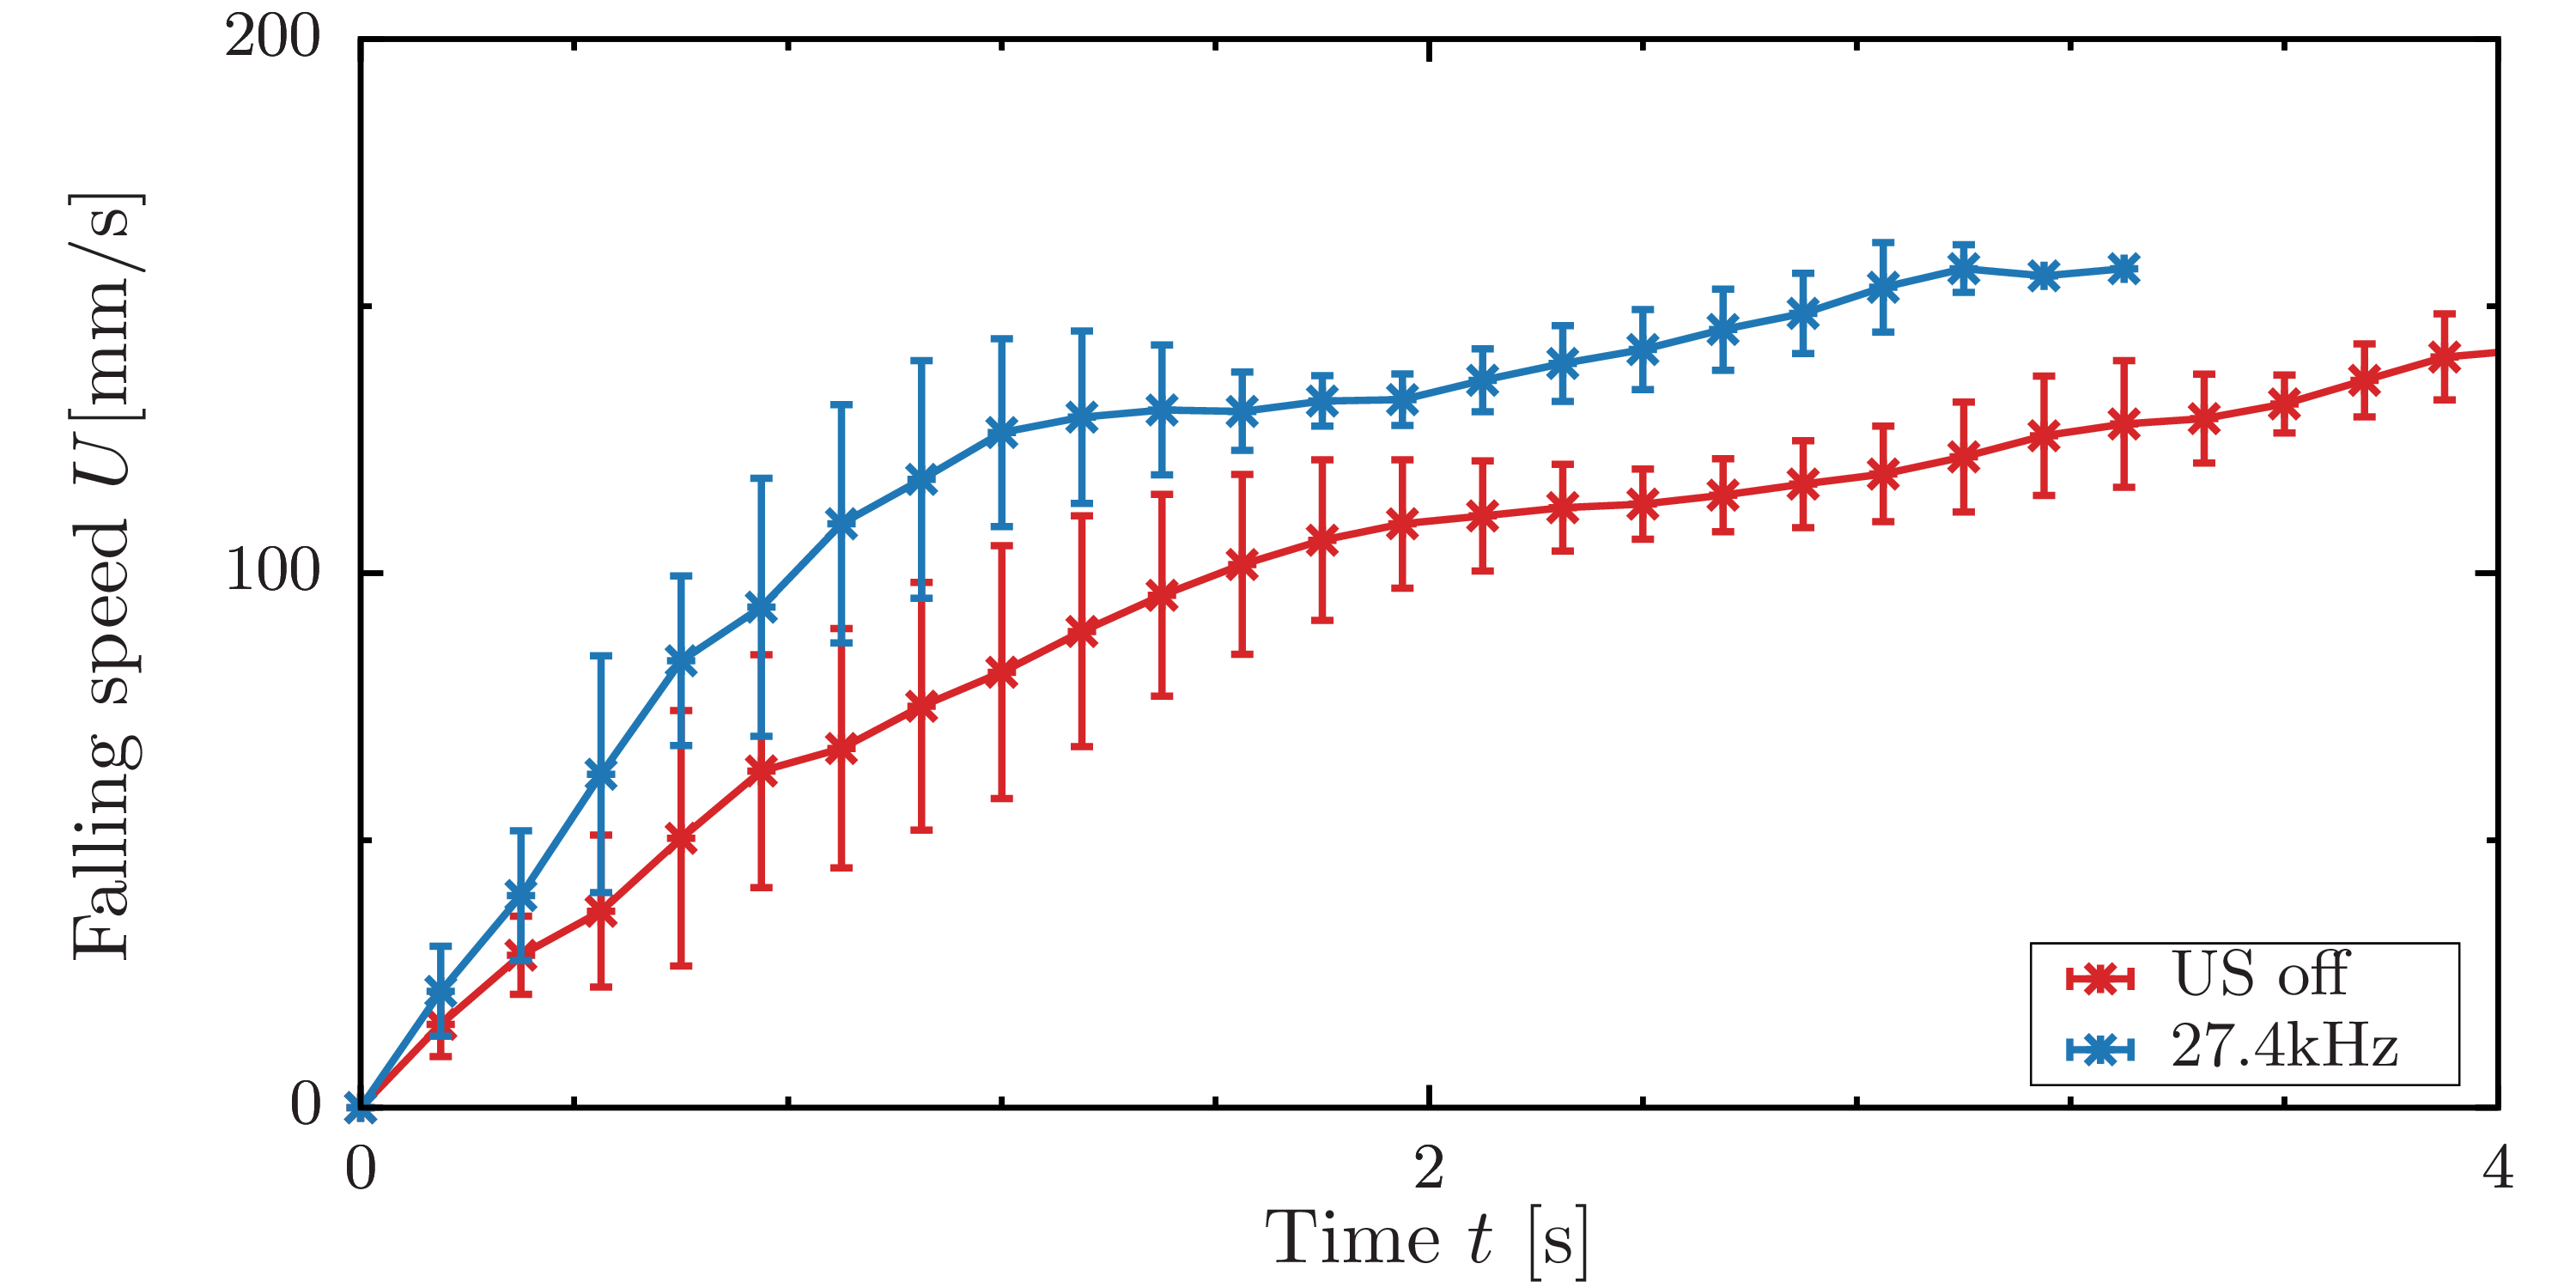 200
100
0
Falling speed U[mm/s]
0 2 4
Time t [s]
US off
27.4kHz